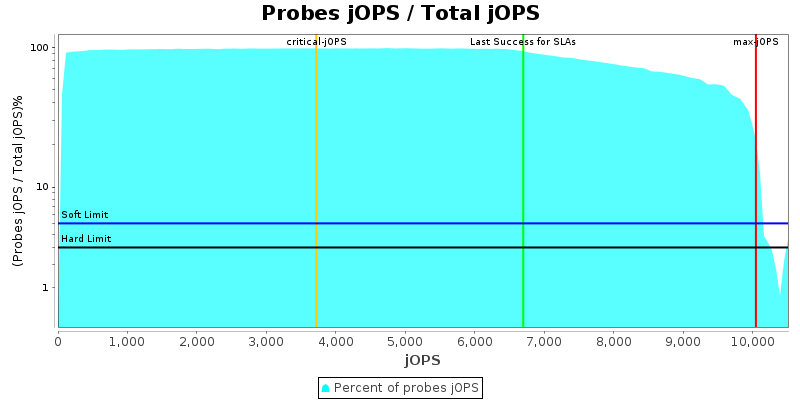 Probes jOPS / Total jOPS
(Probes jOPS / Total jOPS)%
100
10
1
critical-jOPS
Last Success for SLAs
max-jOPS
Soft Limit
Hard Limit
0 1,000 2,000 3,000 4,000 5,000 6,000 7,000 8,000 9,000 10,000
jOPS
Percent of probes jOPS